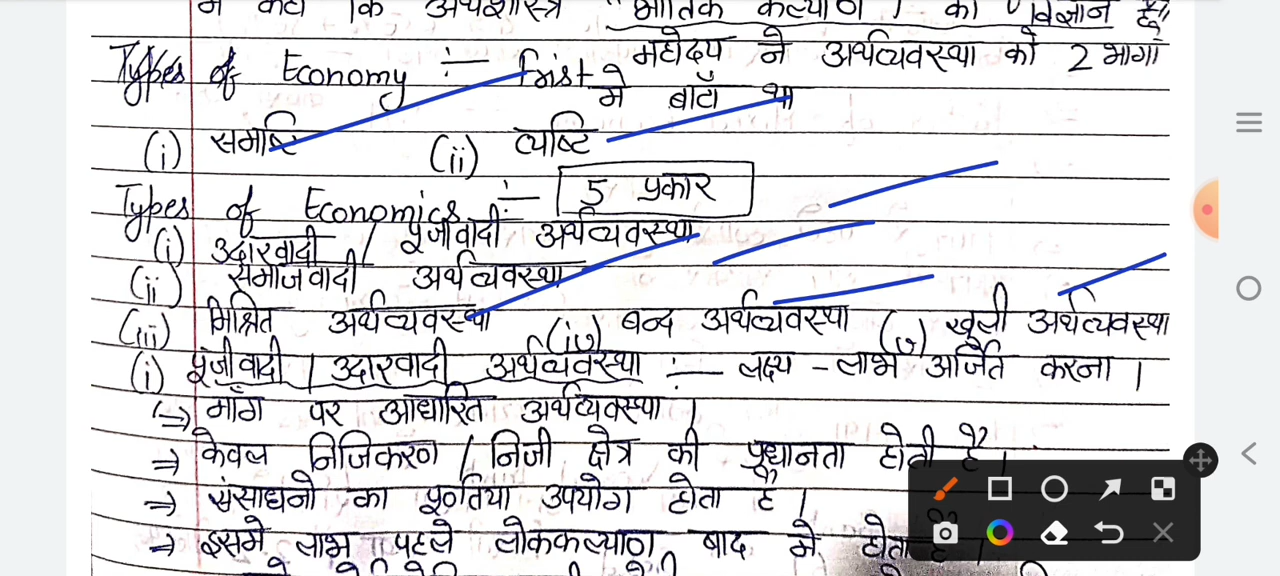 में कहा कि अर्थशास्त्र "भौतिक कल्याण" का विज्ञान है"
Types of Economy :- Frist महोदय ने अर्थव्यवस्था को 2 भागों
में बाँटा था
(i) समष्टि (ii) व्यष्टि
Types of Economics :- 5 प्रकार
(i) उदारवादी / पूंजीवादी अर्थव्यवस्था
(ii) समाजवादी अर्थव्यवस्था
(iii) मिश्रित अर्थव्यवस्था (iv) बन्द अर्थव्यवस्था (v) खूली अर्थव्यवस्था
(i) पूंजीवादी / उदारवादी अर्थव्यवस्था :- लक्ष्य - लाभ अर्जित करना।
⇒ माँग पर आधारित अर्थव्यवस्था।
⇒ केवल निजिकरण / निजी क्षेत्र की प्रधानता होती है।
⇒ संसाधनो का पूर्णतिया उपयोग होता है।
⇒ इसमे लाभ पहले लोककल्याण बाद मे होता है।